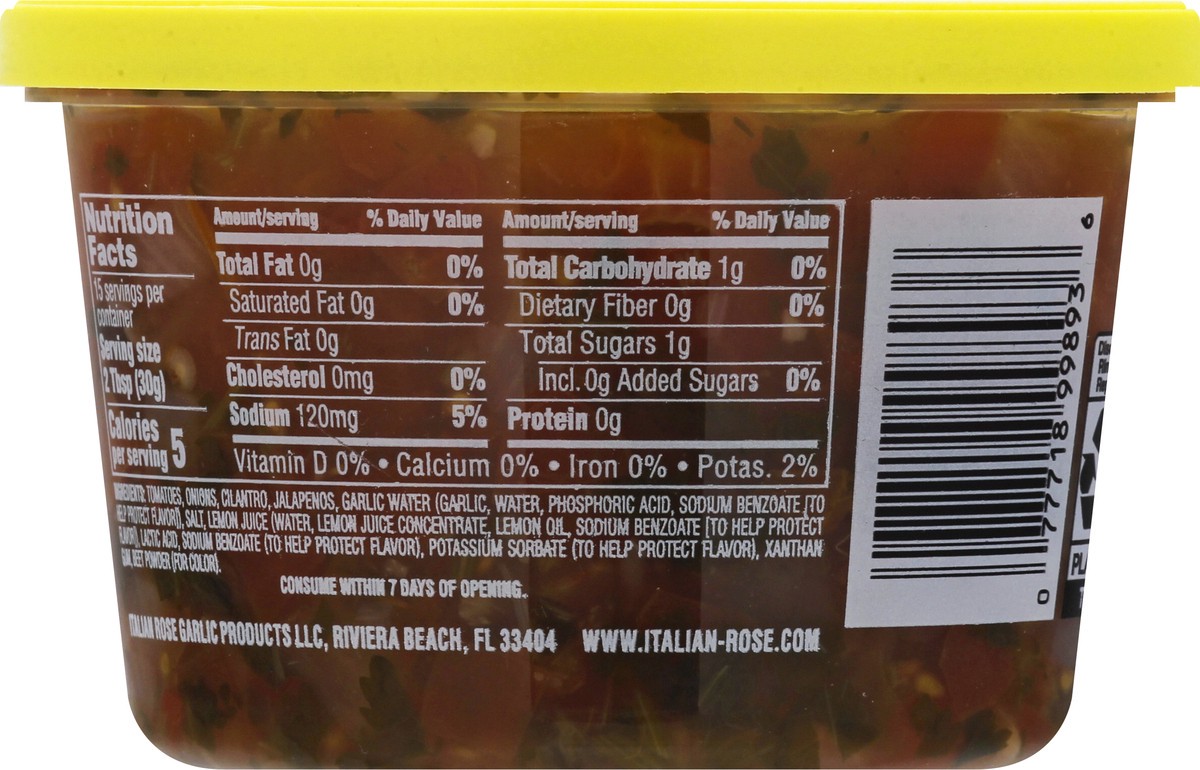 Nutrition
Facts
15 servings per
container
Serving size
2 Tbsp (30g)
Calories
per serving 5
Amount/serving % Daily Value
Total Fat 0g 0%
Saturated Fat 0g 0%
Trans Fat 0g
Cholesterol 0mg 0%
Sodium 120mg 5%
Amount/serving % Daily Value
Total Carbohydrate 1g 0%
Dietary Fiber 0g 0%
Total Sugars 1g
Incl. 0g Added Sugars 0%
Protein 0g
Vitamin D 0% • Calcium 0% • Iron 0% • Potas. 2%
INGREDIENTS: TOMATOES, ONIONS, CILANTRO, JALAPENOS, GARLIC WATER (GARLIC, WATER, PHOSPHORIC ACID, SODIUM BENZOATE [TO
HELP PROTECT FLAVOR]), SALT, LEMON JUICE (WATER, LEMON JUICE CONCENTRATE, LEMON OIL, SODIUM BENZOATE [TO HELP PROTECT
FLAVOR]), LACTIC ACID, SODIUM BENZOATE (TO HELP PROTECT FLAVOR), POTASSIUM SORBATE (TO HELP PROTECT FLAVOR), XANTHAN
GUM, BEET POWDER (FOR COLOR).
CONSUME WITHIN 7 DAYS OF OPENING.
ITALIAN ROSE GARLIC PRODUCTS LLC, RIVIERA BEACH, FL 33404 WWW.ITALIAN-ROSE.COM
0 77718 99893 6